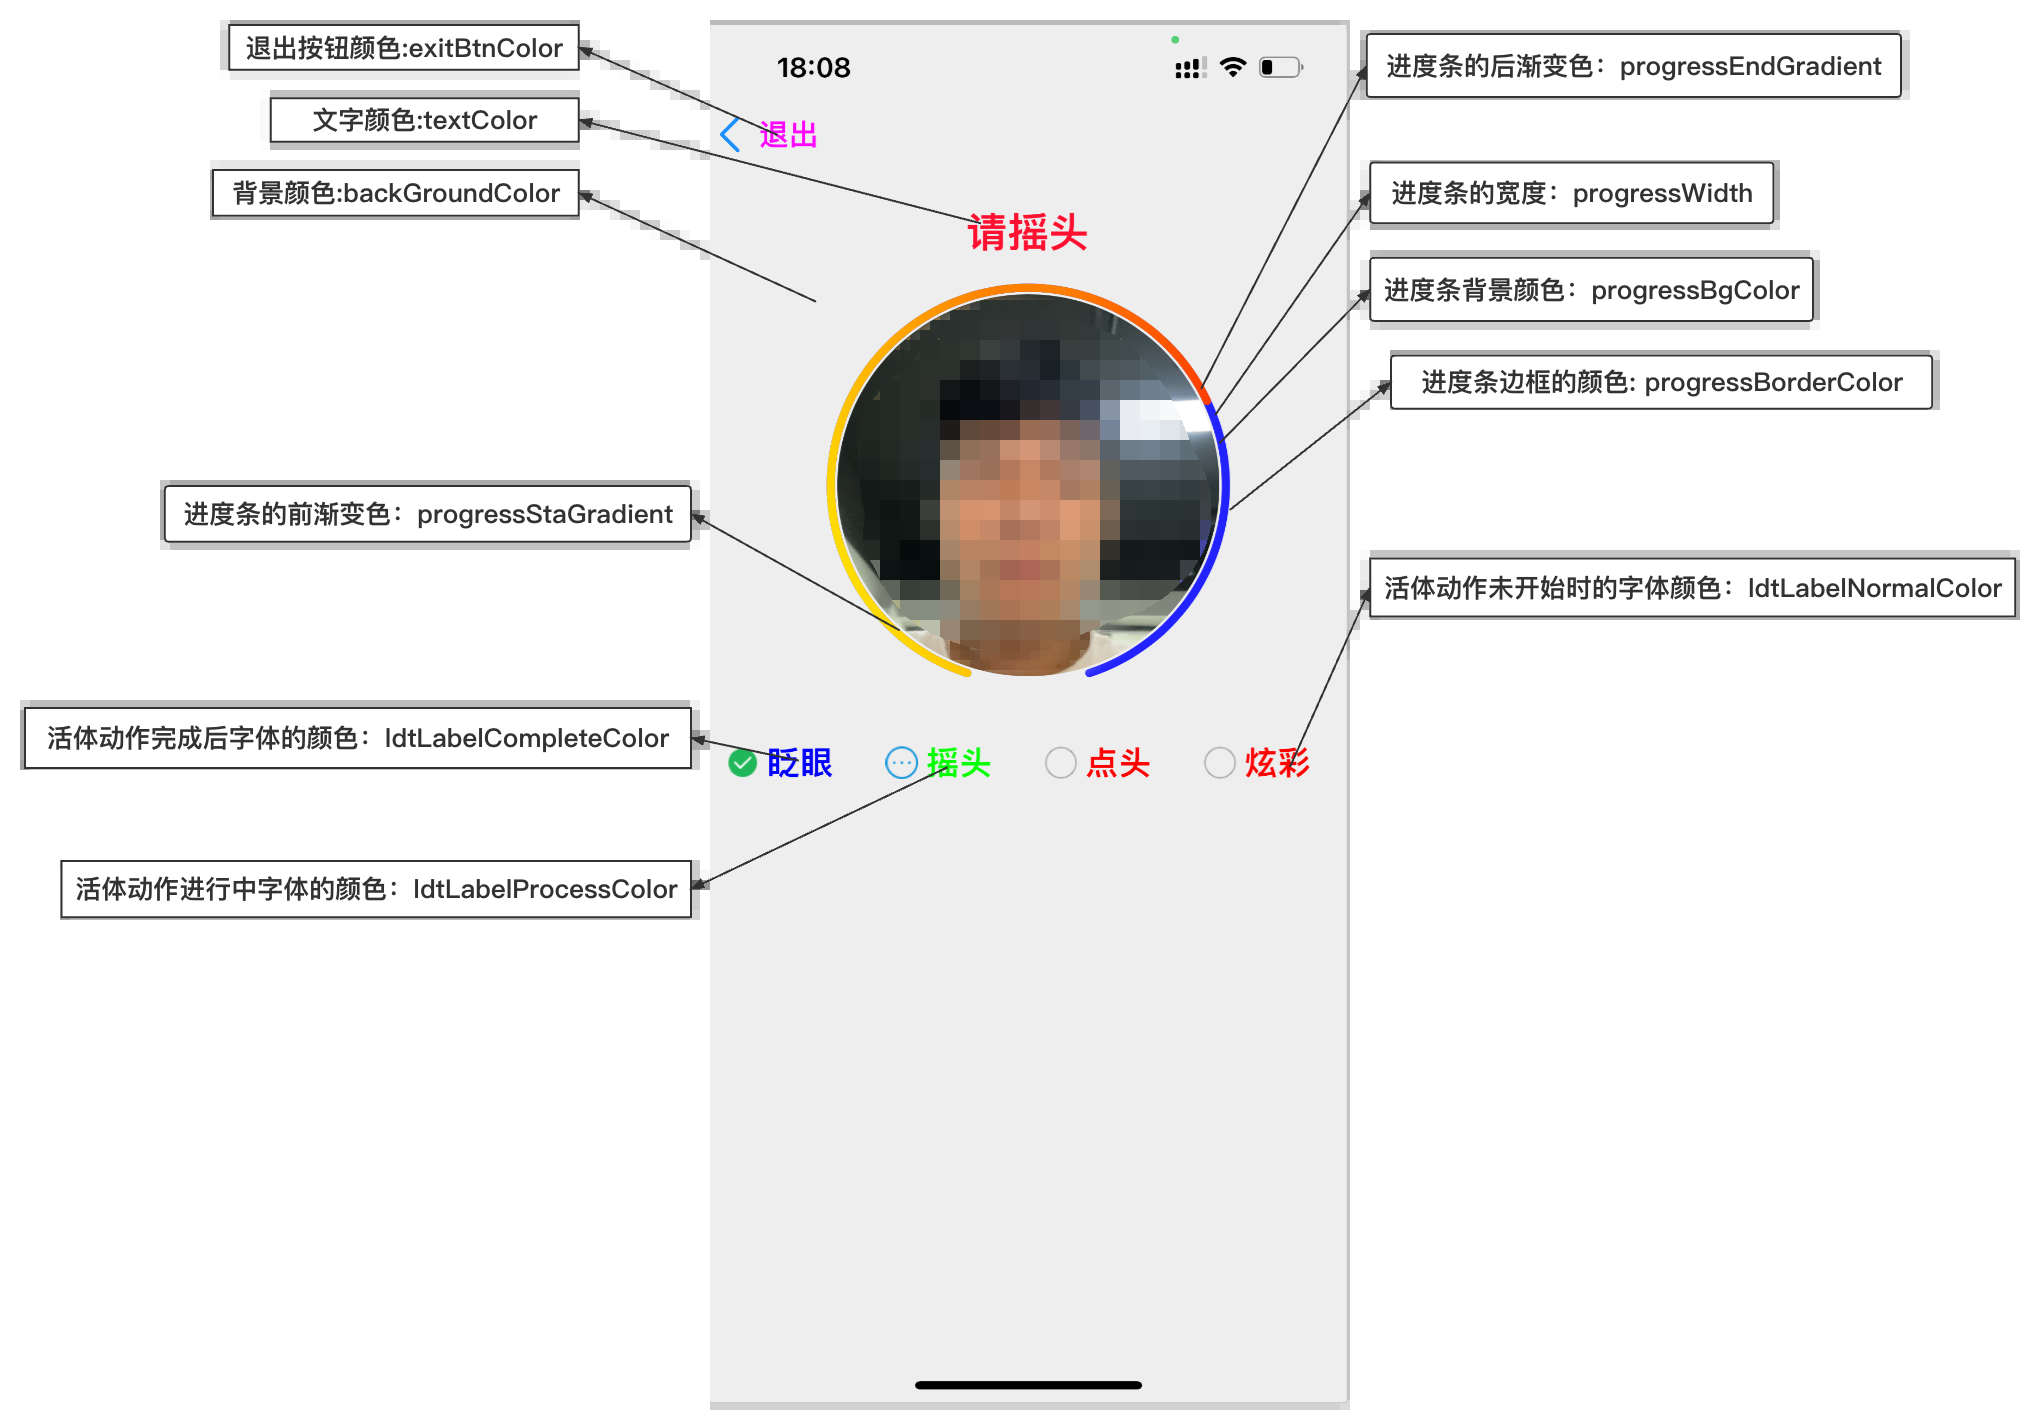 退出按钮颜色:exitBtnColor
文字颜色:textColor
背景颜色:backGroundColor
进度条的前渐变色：progressStaGradient
活体动作完成后字体的颜色：ldtLabelCompleteColor
活体动作进行中字体的颜色：ldtLabelProcessColor
18:08
退出
请摇头
眨眼 摇头 点头 炫彩
进度条的后渐变色：progressEndGradient
进度条的宽度：progressWidth
进度条背景颜色：progressBgColor
进度条边框的颜色: progressBorderColor
活体动作未开始时的字体颜色：ldtLabelNormalColor